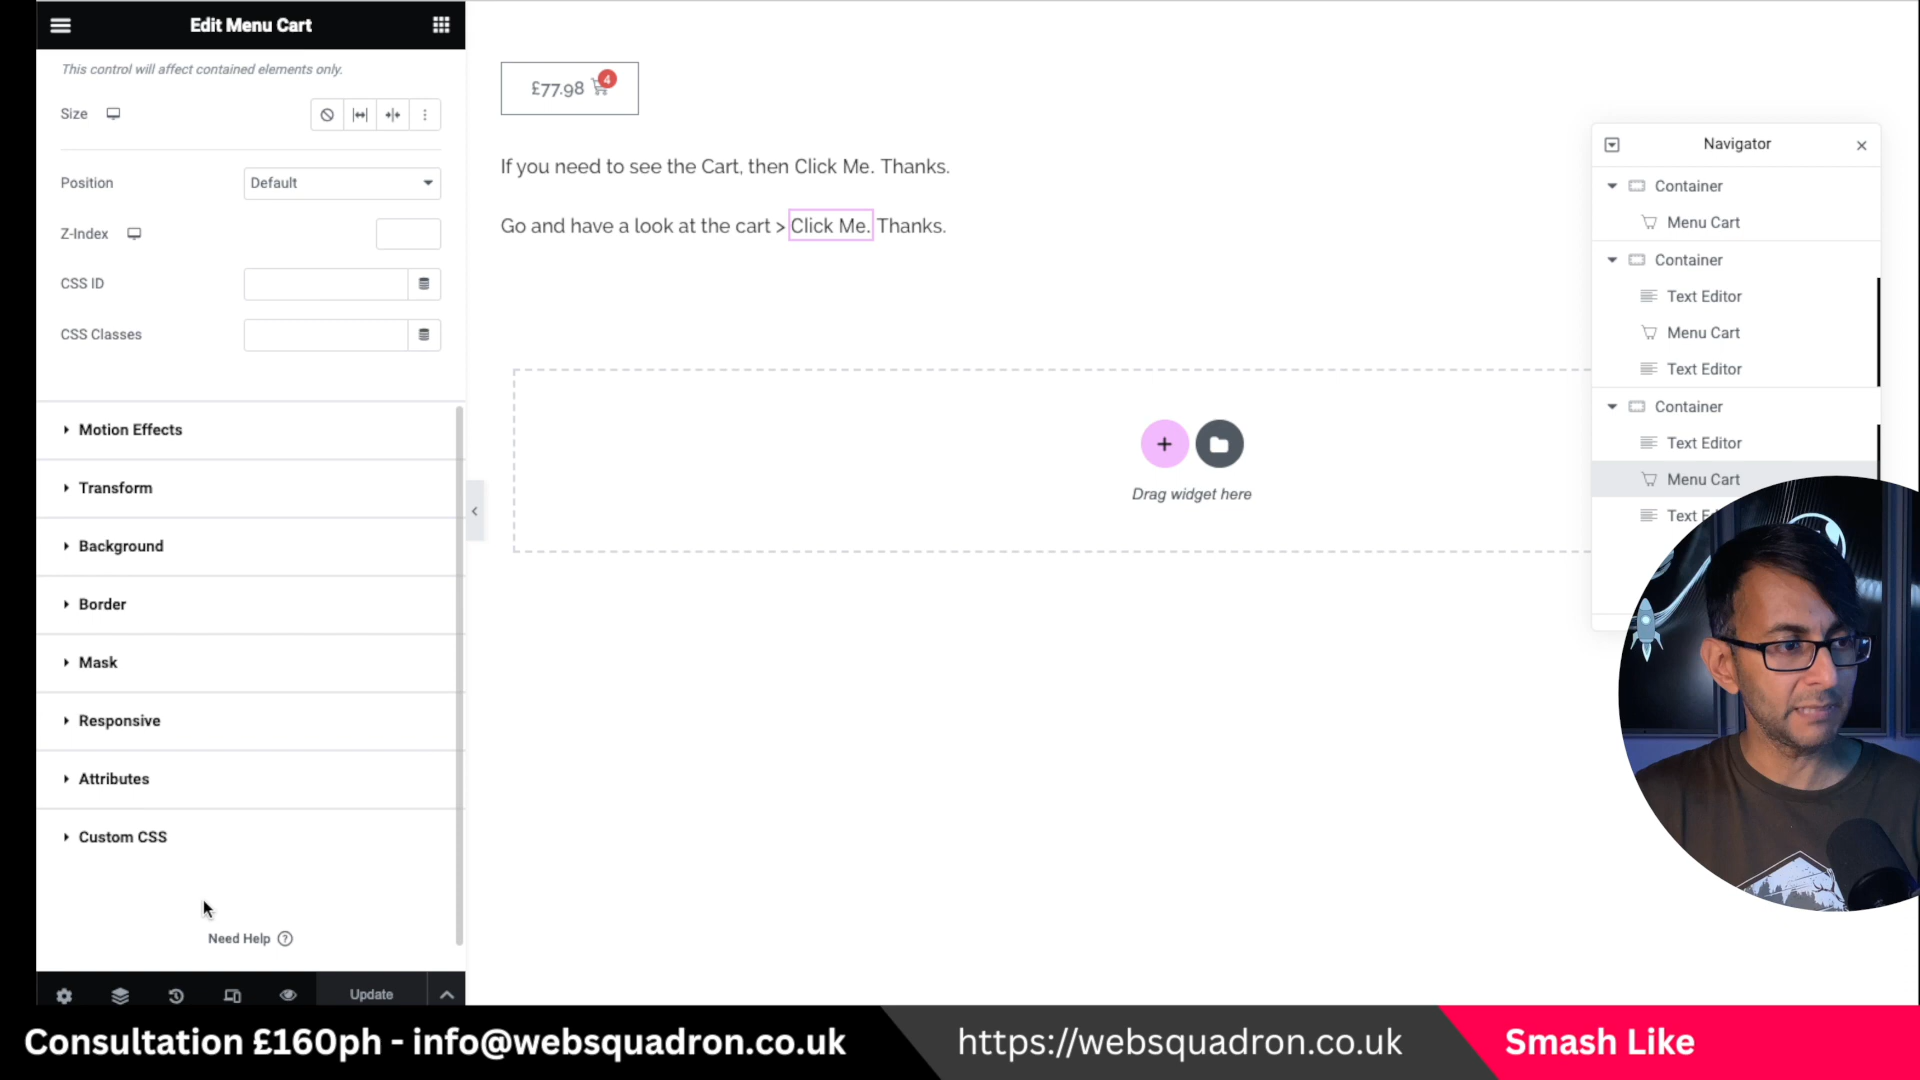 Edit Menu Cart
This control will affect contained elements only.
Size
Position
Default
Z-Index
CSS ID
CSS Classes
Motion Effects
Transform
Background
Border
Mask
Responsive
Attributes
Custom CSS
Need Help ?
Update
£77.98
4
If you need to see the Cart, then Click Me. Thanks.
Go and have a look at the cart > Click Me. Thanks.
Drag widget here
Navigator
Container
Menu Cart
Container
Text Editor
Menu Cart
Text Editor
Container
Text Editor
Menu Cart
Text
Consultation £160ph - info@websquadron.co.uk
https://websquadron.co.uk
Smash Like